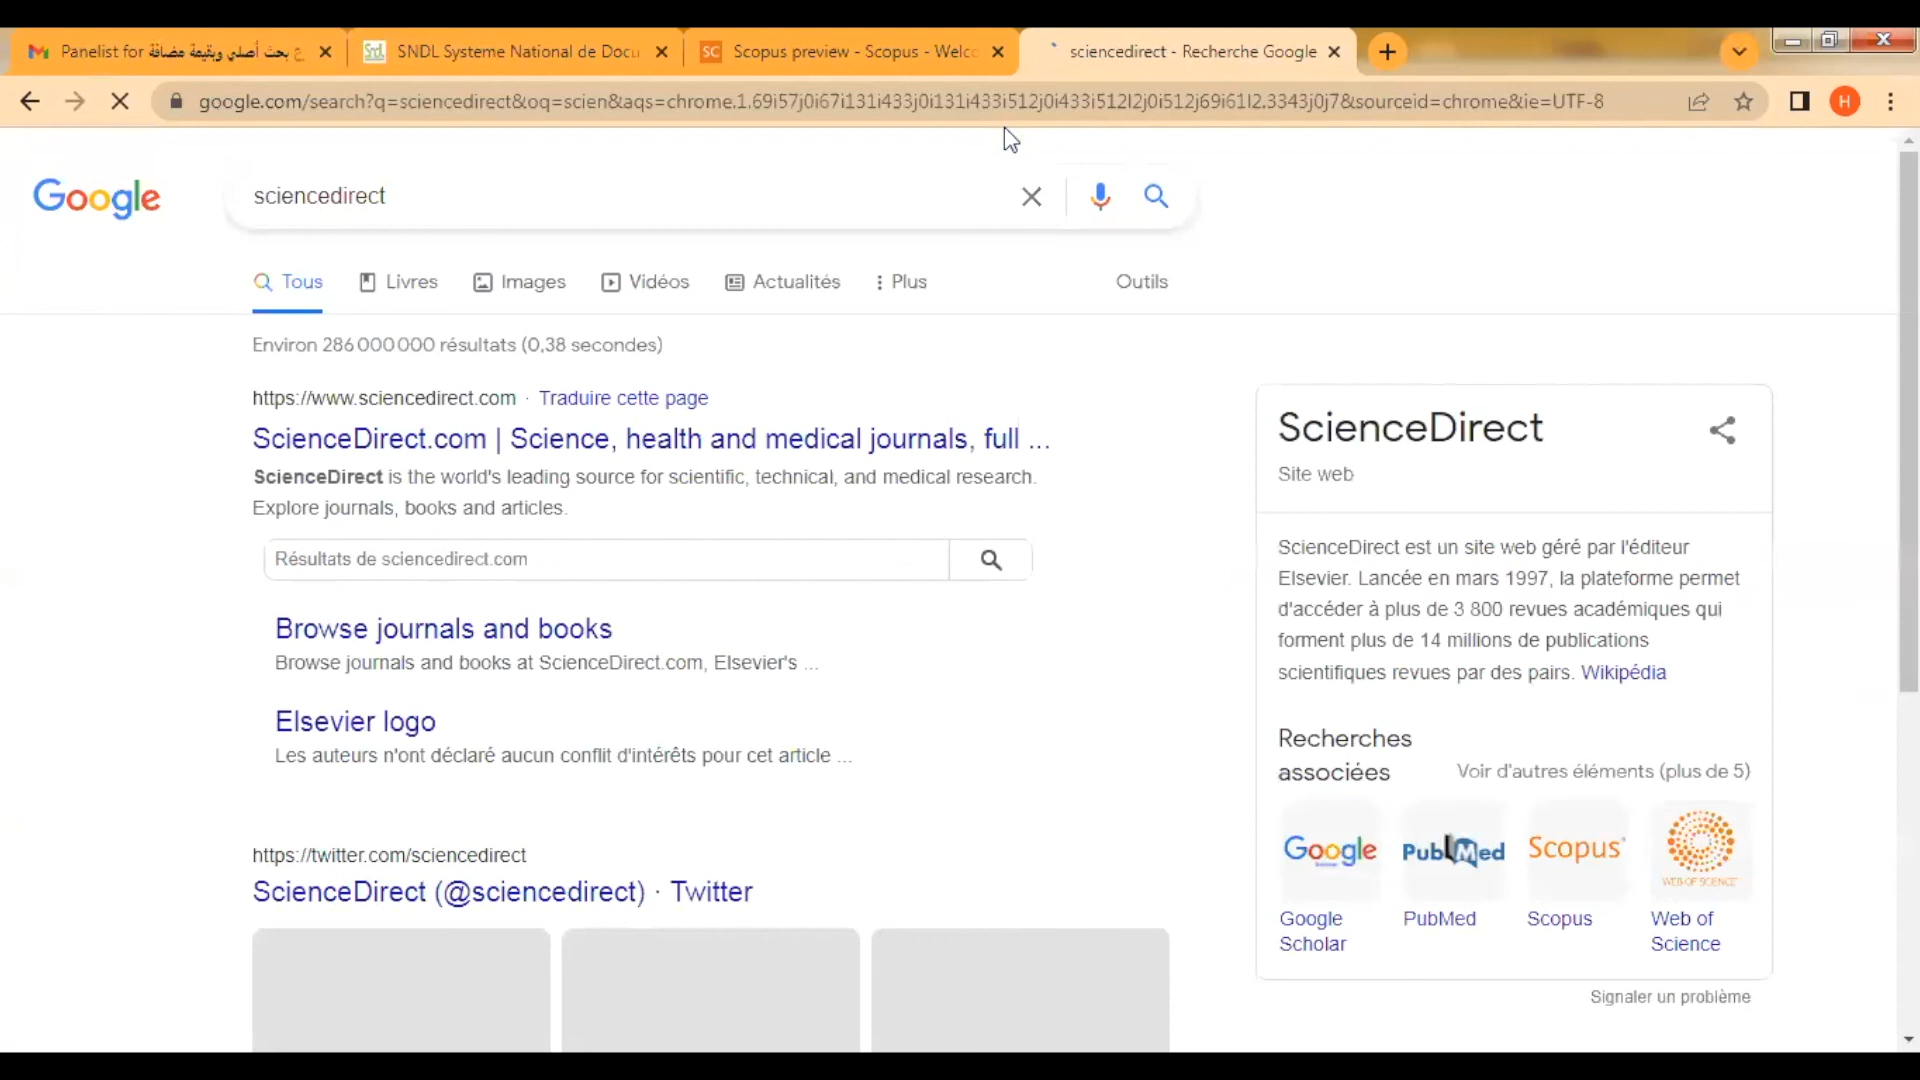 Panelist for ع بحث أصلي وبقيمة مضافة
SNDL Systeme National de Docu
SC Scopus preview - Scopus - Welc
sciencedirect - Recherche Google
google.com/search?q=sciencedirect&oq=scien&aqs=chrome.1.69i57j0i67i131i433j0i131i433i512j0i433i512l2j0i512j69i61l2.3343j0j7&sourceid=chrome&ie=UTF-8
H
Google
sciencedirect
Tous
Livres
Images
Vidéos
Actualités
Plus
Outils
Environ 286 000 000 résultats (0,38 secondes)
https://www.sciencedirect.com · Traduire cette page
ScienceDirect.com | Science, health and medical journals, full ...
ScienceDirect is the world's leading source for scientific, technical, and medical research.
Explore journals, books and articles.
Résultats de sciencedirect.com
Browse journals and books
Browse journals and books at ScienceDirect.com, Elsevier's ...
Elsevier logo
Les auteurs n'ont déclaré aucun conflit d'intérêts pour cet article ...
https://twitter.com/sciencedirect
ScienceDirect (@sciencedirect) · Twitter
ScienceDirect
Site web
ScienceDirect est un site web géré par l'éditeur
Elsevier. Lancée en mars 1997, la plateforme permet
d'accéder à plus de 3 800 revues académiques qui
forment plus de 14 millions de publications
scientifiques revues par des pairs. Wikipédia
Recherches
associées
Voir d'autres éléments (plus de 5)
Google
PubMed
Scopus
WEB OF SCIENCE
Google
Scholar
PubMed
Scopus
Web of
Science
Signaler un problème